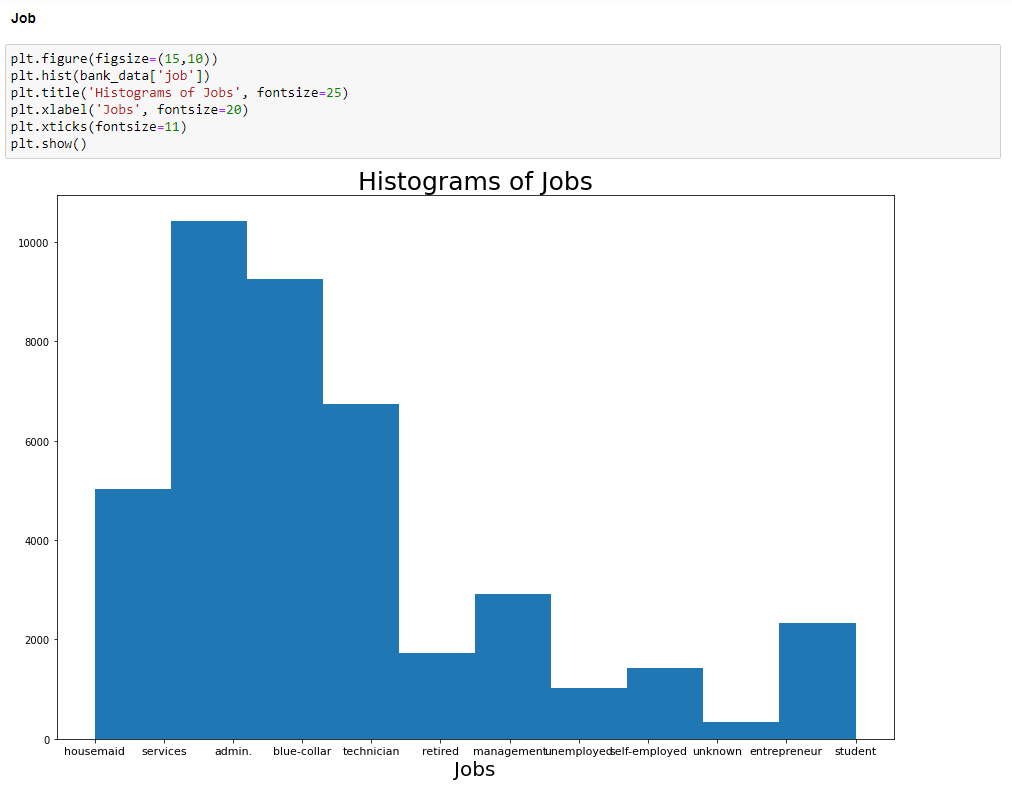 Job
plt.figure(figsize=(15,10))
plt.hist(bank_data['job'])
plt.title('Histograms of Jobs', fontsize=25)
plt.xlabel('Jobs', fontsize=20)
plt.xticks(fontsize=11)
plt.show()
Histograms of Jobs
10000
8000
6000
4000
2000
0
housemaid services admin. blue-collar technician retired management unemployed self-employed unknown entrepreneur student
Jobs